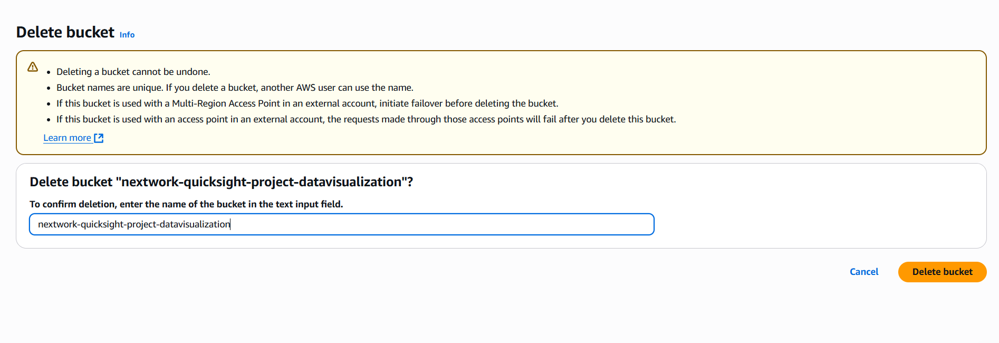 Delete bucket Info
Deleting a bucket cannot be undone.
Bucket names are unique. If you delete a bucket, another AWS user can use the name.
If this bucket is used with a Multi-Region Access Point in an external account, initiate failover before deleting the bucket.
If this bucket is used with an access point in an external account, the requests made through those access points will fail after you delete this bucket.
Learn more
Delete bucket "nextwork-quicksight-project-datavisualization"?
To confirm deletion, enter the name of the bucket in the text input field.
nextwork-quicksight-project-datavisualization
Cancel Delete bucket